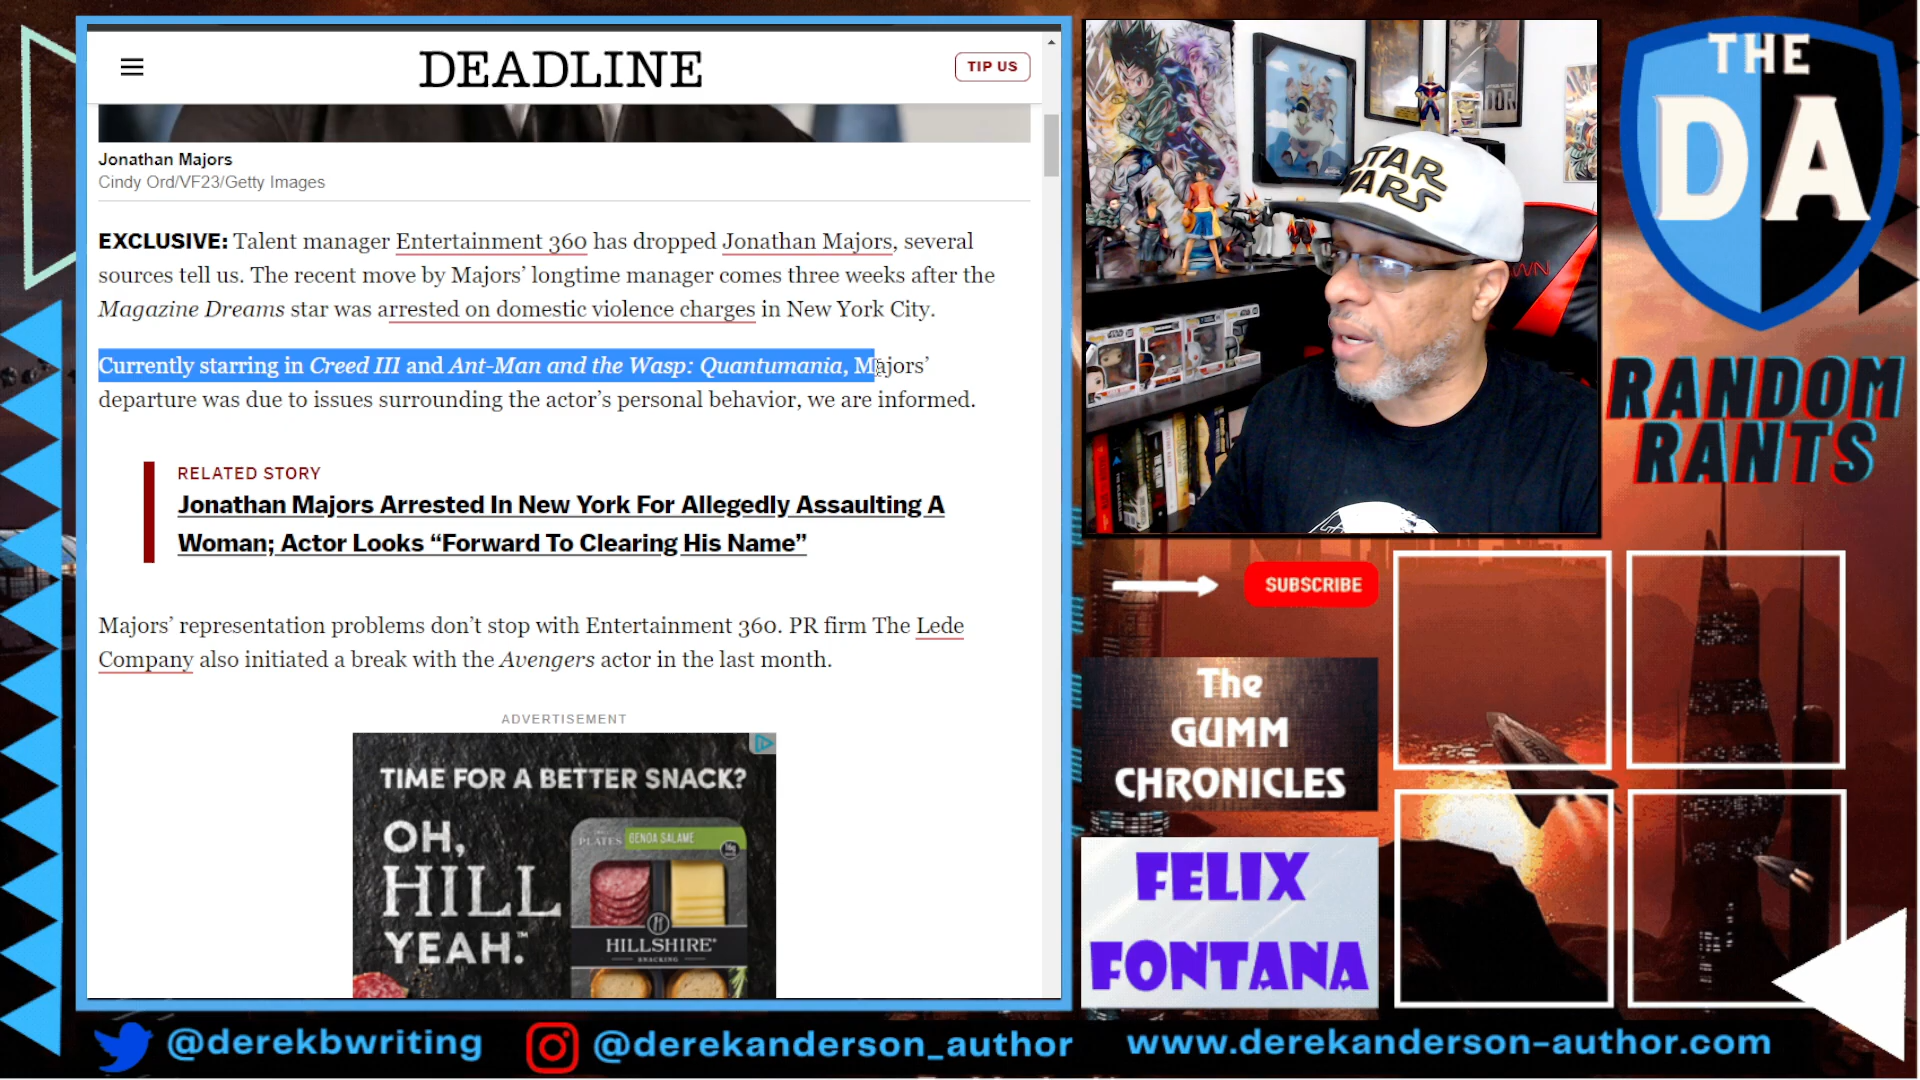 DEADLINE
TIP US
Jonathan Majors
Cindy Ord/VF23/Getty Images
EXCLUSIVE: Talent manager Entertainment 360 has dropped Jonathan Majors, several
sources tell us. The recent move by Majors’ longtime manager comes three weeks after the
Magazine Dreams star was arrested on domestic violence charges in New York City.
Currently starring in Creed III and Ant-Man and the Wasp: Quantumania, Majors’
departure was due to issues surrounding the actor’s personal behavior, we are informed.
RELATED STORY
Jonathan Majors Arrested In New York For Allegedly Assaulting A
Woman; Actor Looks “Forward To Clearing His Name”
Majors’ representation problems don’t stop with Entertainment 360. PR firm The Lede
Company also initiated a break with the Avengers actor in the last month.
ADVERTISEMENT
TIME FOR A BETTER SNACK?
OH,
HILL
YEAH.™
PLATES GENOA SALAME
HILLSHIRE®
SNACKING
STAR
WARS
THE
DA
RANDOM
RANTS
SUBSCRIBE
The
GUMM
CHRONICLES
FELIX
FONTANA
@derekbwriting
@derekanderson_author
www.derekanderson-author.com